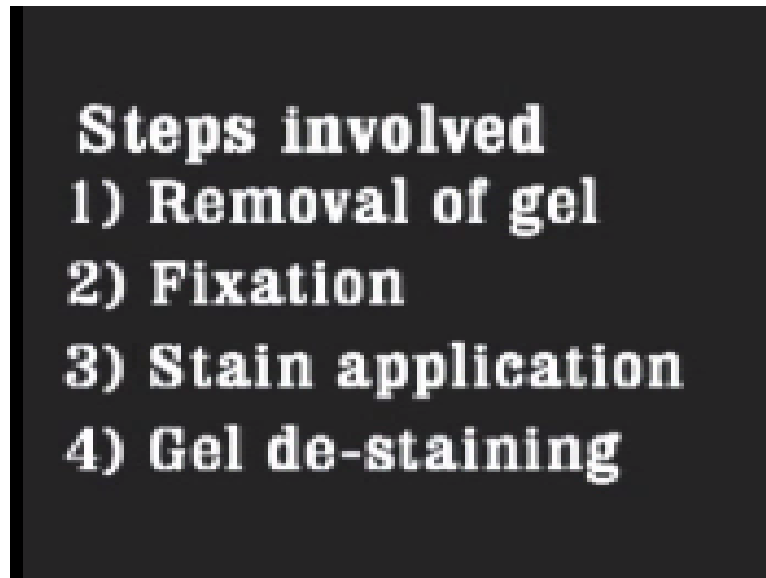 Steps involved
1) Removal of gel
2) Fixation
3) Stain application
4) Gel de-staining